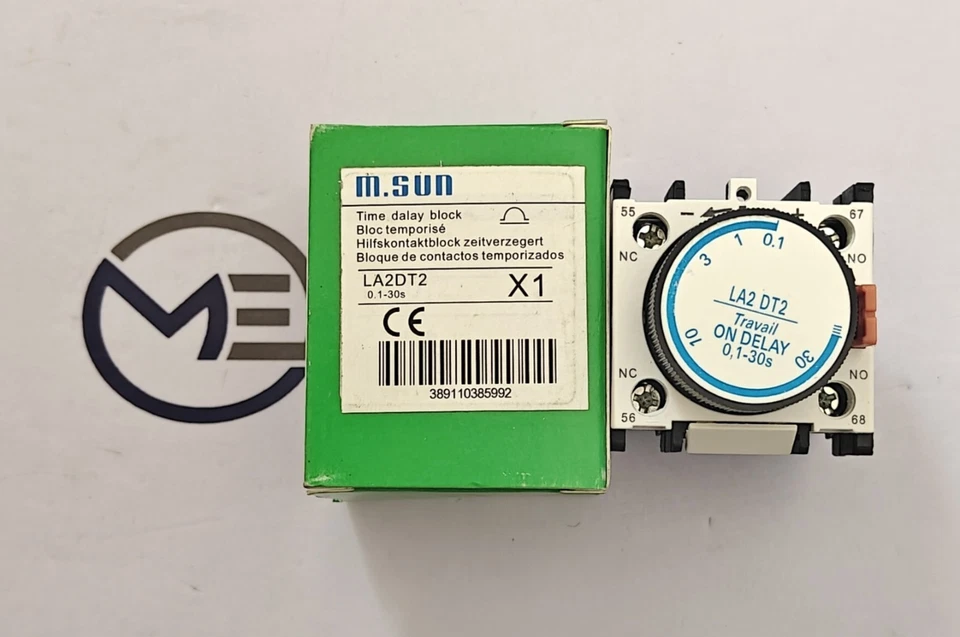 ME
m.sun
Time dalay block
Bloc temporisé
Hilfskontaktblock zeitverzegert
Bloque de contactos temporizados
LA2DT2
0.1-30s
X1
CE
389110385992
55
67
NC
NO
- +
0.1
1
3
10
30
LA2 DT2
Travail
ON DELAY
0,1-30s
NC
NO
56
68